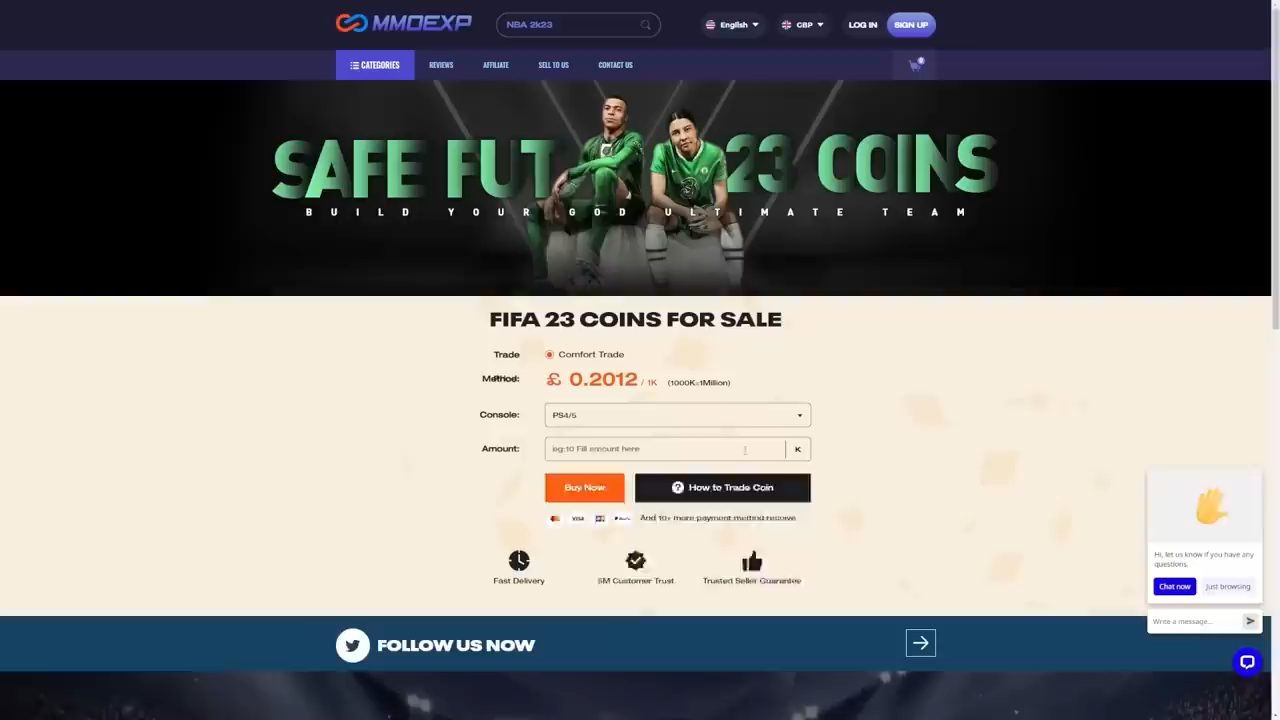 MMOEXP
NBA 2k23
English
GBP
LOG IN
SIGN UP
CATEGORIES
REVIEWS
AFFILIATE
SELL TO US
CONTACT US
0
SAFE FUT 23 COINS
BUILD YOUR GOD ULTIMATE TEAM
FIFA 23 COINS FOR SALE
Trade
Comfort Trade
£ 0.2012 / 1K (1000K=1Million)
Console:
PS4/5
Amount:
eg:10 Fill amount here
K
Buy Now
? How to Trade Coin
VISA
And 10+ more payment
Fast Delivery
5M Customer Trust
Trusted Seller Guarantee
Hi, let us know if you have any
questions.
Chat now
Just browsing
Write a message...
FOLLOW US NOW